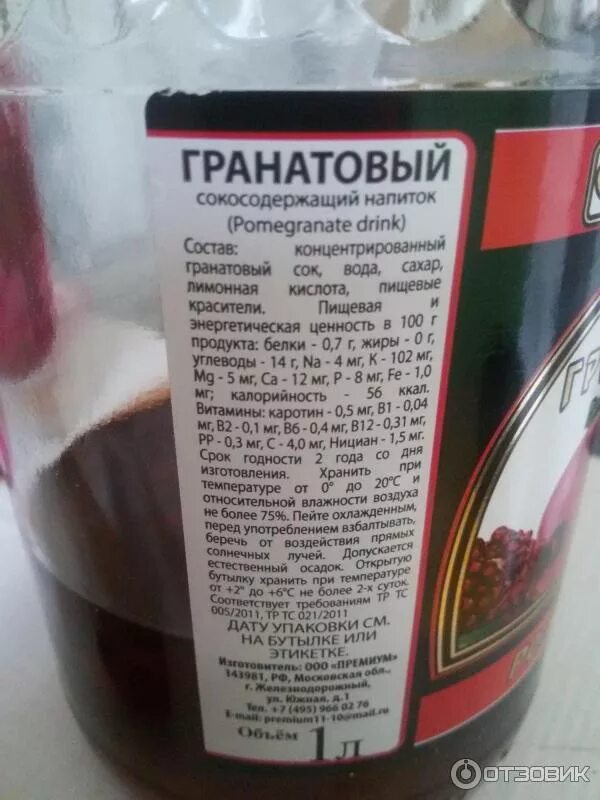 ГРАНАТОВЫЙ
сокосодержащий напиток
(Pomegranate drink)
Состав: концентрированный
гранатовый сок, вода, сахар,
лимонная кислота, пищевые
красители. Пищевая и
энергетическая ценность в 100 г
продукта: белки - 0,7 г, жиры - 0 г,
углеводы - 14 г, Na - 4 мг, K - 102 мг,
Mg - 5 мг, Ca - 12 мг, P - 8 мг, Fe - 1,0
мг; калорийность - 56 ккал.
Витамины: каротин - 0,5 мг, B1 - 0,04
мг, B2 - 0,1 мг, B6 - 0,4 мг, B12 - 0,31 мг,
PP - 0,3 мг, C - 4,0 мг, Нициан - 1,5 мг.
Срок годности 2 года со дня
изготовления. Хранить при
температуре от 0° до 20°С и
относительной влажности воздуха
не более 75%. Пейте охлажденным,
перед употреблением взбалтывать,
беречь от воздействия прямых
солнечных лучей. Допускается
естественный осадок. Открытую
бутылку хранить при температуре
от +2° до +6°С не более 2-х суток.
Соответствует требованиям ТР ТС
005/2011, ТР ТС 021/2011
ДАТУ УПАКОВКИ СМ.
НА БУТЫЛКЕ ИЛИ
ЭТИКЕТКЕ.
Изготовитель: ООО «ПРЕМИУМ»
143981, РФ, Московская обл.,
г. Железнодорожный,
ул. Южная, д.1
Тел. +7 (495) 966 02 76
E-mail: premium11-10@mail.ru
Объём 1 л
ГР
ОТЗОВИК